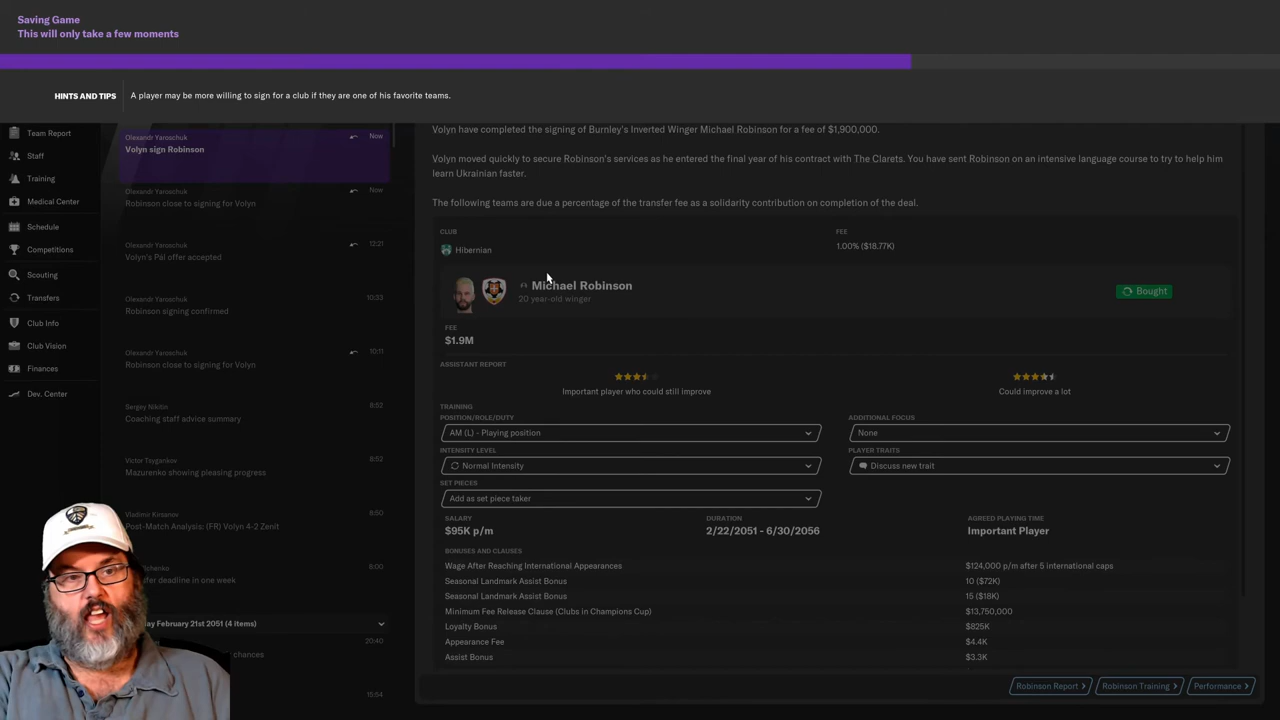 Saving Game
This will only take a few moments
HINTS AND TIPS
A player may be more willing to sign for a club if they are one of his favorite teams.
Team Report
Staff
Training
Medical Center
Schedule
Competitions
Scouting
Transfers
Club Info
Club Vision
Finances
Dev. Center
Olexandr Yaroschuk
Now
Volyn sign Robinson
Olexandr Yaroschuk
Now
Robinson close to signing for Volyn
Olexandr Yaroschuk
12:21
Volyn's Pál offer accepted
Olexandr Yaroschuk
10:33
Robinson signing confirmed
Olexandr Yaroschuk
10:11
Robinson close to signing for Volyn
Sergey Nikitin
8:52
Coaching staff advice summary
Victor Tsygankov
8:52
Mazurenko showing pleasing progress
Vladimir Kirsanov
8:50
Post-Match Analysis: (FR) Volyn 4-2 Zenit
8:00
deadline in one week
February 21st 2051 (4 items)
20:40
chances
15:54
Volyn have completed the signing of Burnley's Inverted Winger Michael Robinson for a fee of $1,900,000.
Volyn moved quickly to secure Robinson's services as he entered the final year of his contract with The Clarets. You have sent Robinson on an intensive language course to try to help him
learn Ukrainian faster.
The following teams are due a percentage of the transfer fee as a solidarity contribution on completion of the deal.
CLUB
FEE
Hibernian
1.00% ($18.77K)
Michael Robinson
20 year-old winger
Bought
FEE
$1.9M
ASSISTANT REPORT
Important player who could still improve
Could improve a lot
TRAINING
POSITION/ROLE/DUTY
ADDITIONAL FOCUS
AM (L) - Playing position
None
INTENSITY LEVEL
PLAYER TRAITS
Normal Intensity
Discuss new trait
SET PIECES
Add as set piece taker
SALARY
DURATION
AGREED PLAYING TIME
$95K p/m
2/22/2051 - 6/30/2056
Important Player
BONUSES AND CLAUSES
Wage After Reaching International Appearances
$124,000 p/m after 5 international caps
Seasonal Landmark Assist Bonus
10 ($72K)
Seasonal Landmark Assist Bonus
15 ($18K)
Minimum Fee Release Clause (Clubs in Champions Cup)
$13,750,000
Loyalty Bonus
$825K
Appearance Fee
$4.4K
Assist Bonus
$3.3K
Robinson Report
Robinson Training
Performance